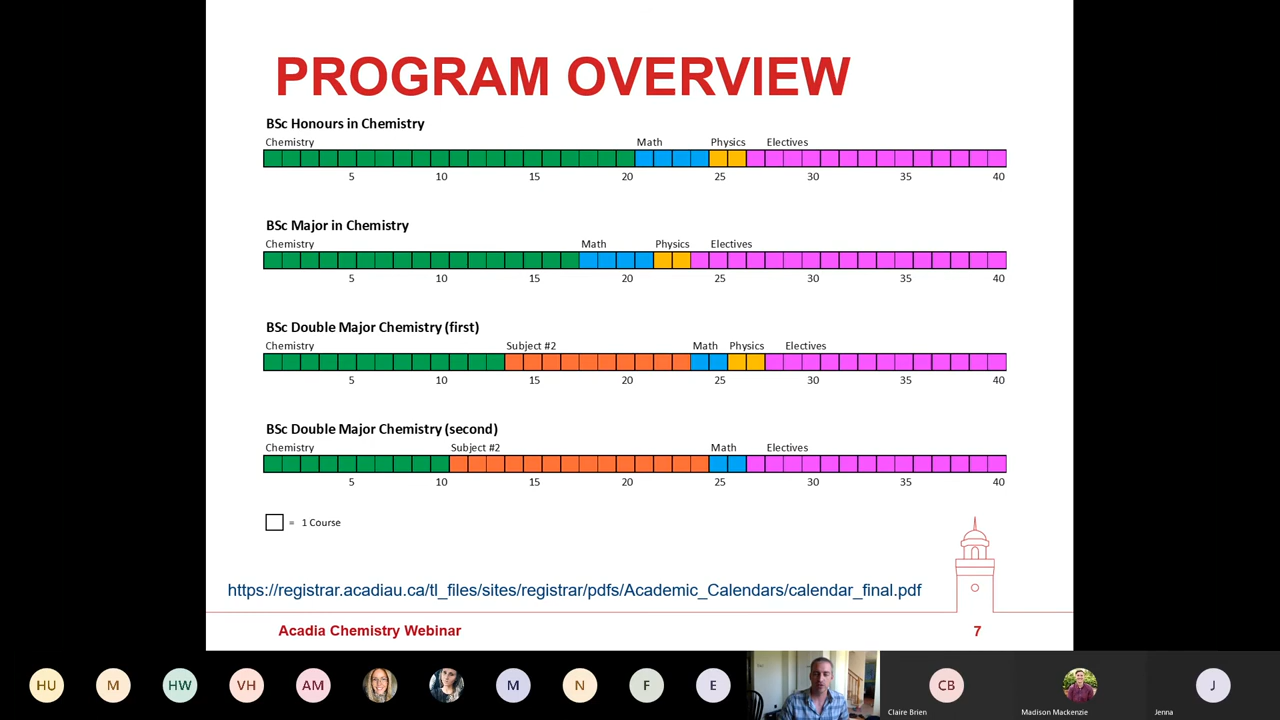 PROGRAM OVERVIEW
BSc Honours in Chemistry
Chemistry Math Physics Electives
5 10 15 20 25 30 35 40
BSc Major in Chemistry
Chemistry Math Physics Electives
5 10 15 20 25 30 35 40
BSc Double Major Chemistry (first)
Chemistry Subject #2 Math Physics Electives
5 10 15 20 25 30 35 40
BSc Double Major Chemistry (second)
Chemistry Subject #2 Math Electives
5 10 15 20 25 30 35 40
= 1 Course
https://registrar.acadiau.ca/tl_files/sites/registrar/pdfs/Academic_Calendars/calendar_final.pdf
Acadia Chemistry Webinar 7
HU M HW VH AM M N F E CB J
Claire Brien Madison Mackenzie Jenna